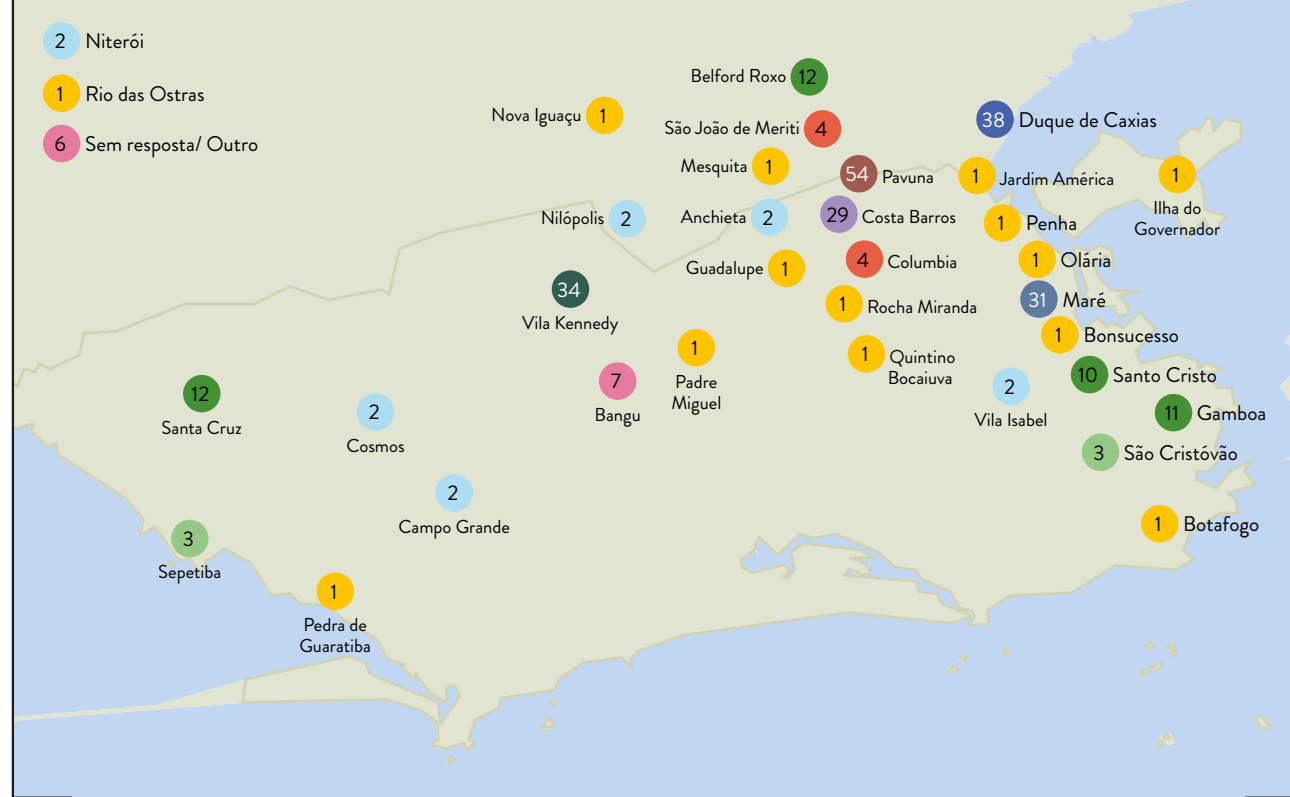 2 Niterói
1 Rio das Ostras
6 Sem resposta/ Outro
Belford Roxo 12
Nova Iguaçu 1
São João de Meriti 4
38 Duque de Caxias
Mesquita 1
54 Pavuna
1 Jardim América
1
Ilha do
Governador
Nilópolis 2
Anchieta 2
29 Costa Barros
1 Penha
Guadalupe 1
4 Columbia
1 Olária
34
Vila Kennedy
1 Rocha Miranda
31 Maré
1 Bonsucesso
1
Padre
Miguel
1 Quintino
Bocaiuva
7
Bangu
2
Vila Isabel
10 Santo Cristo
11 Gamboa
12
Santa Cruz
2
Cosmos
3 São Cristóvão
2
Campo Grande
1 Botafogo
3
Sepetiba
1
Pedra de
Guaratiba